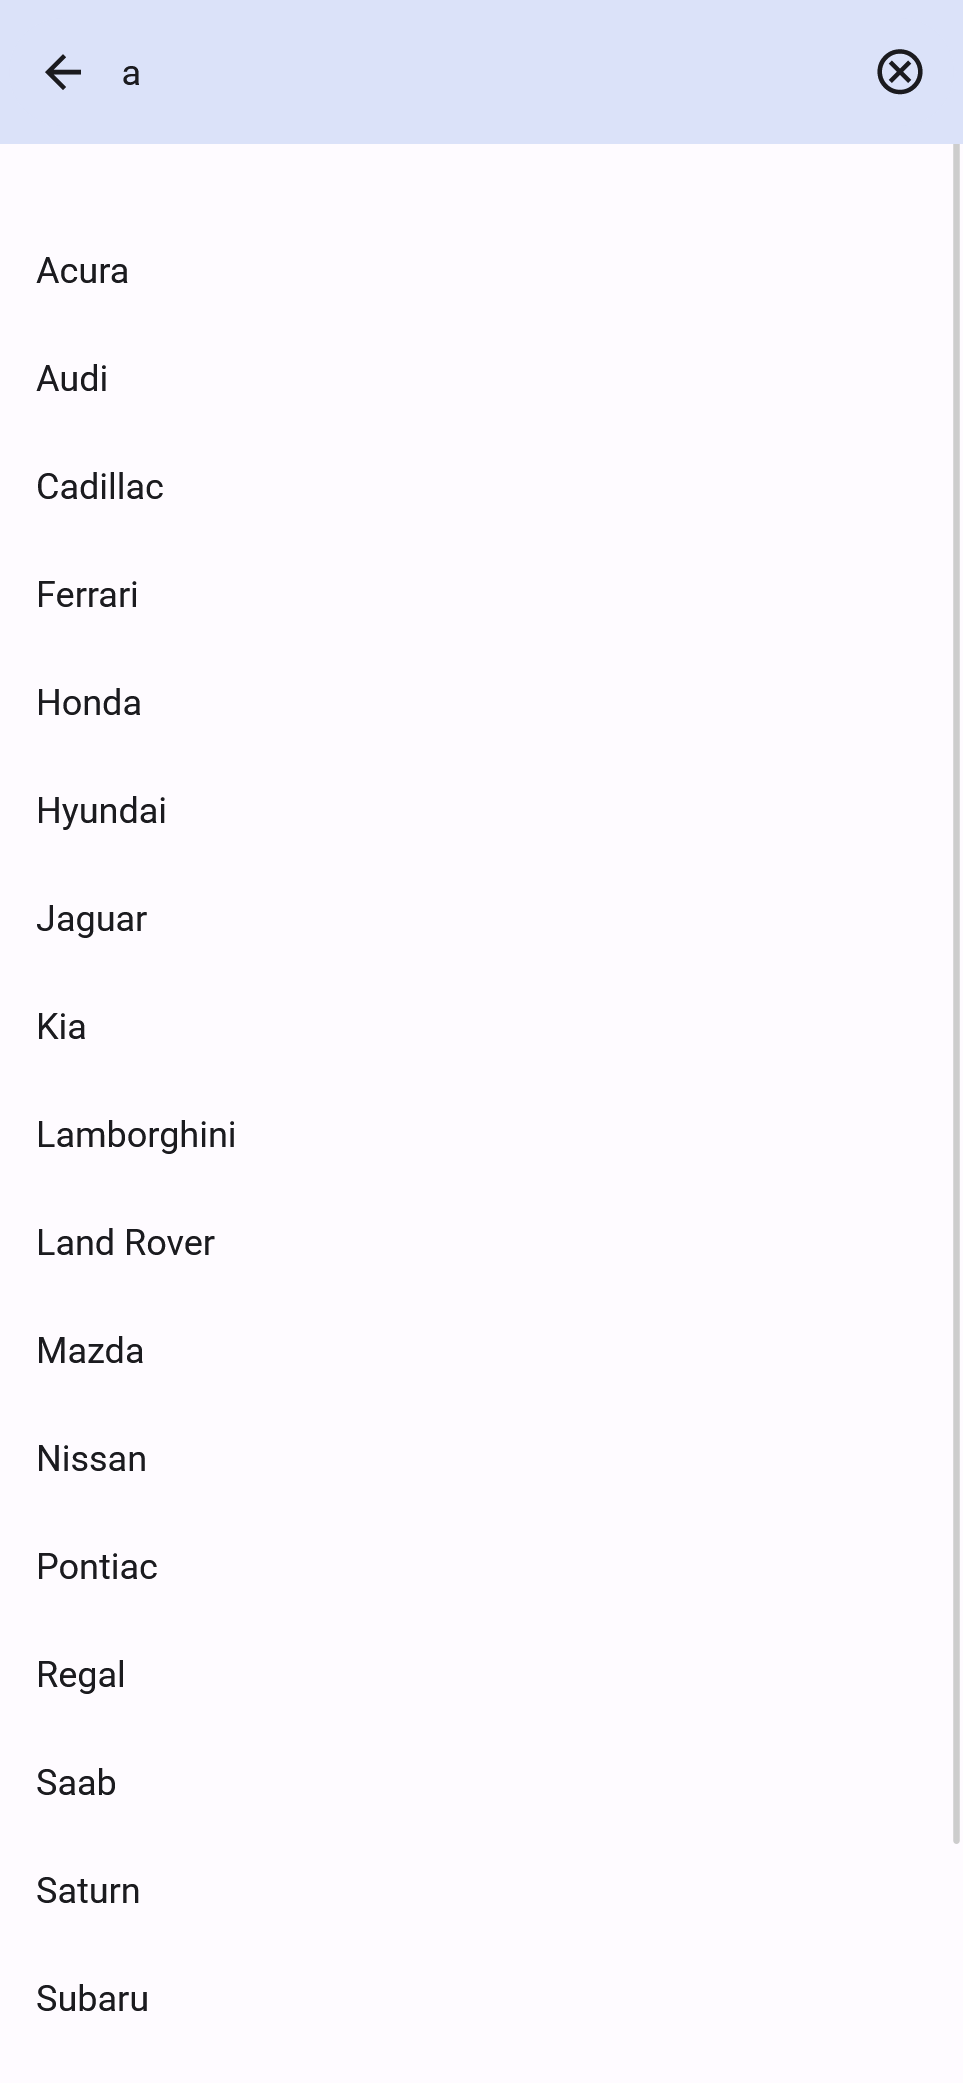 a
Acura
Audi
Cadillac
Ferrari
Honda
Hyundai
Jaguar
Kia
Lamborghini
Land Rover
Mazda
Nissan
Pontiac
Regal
Saab
Saturn
Subaru